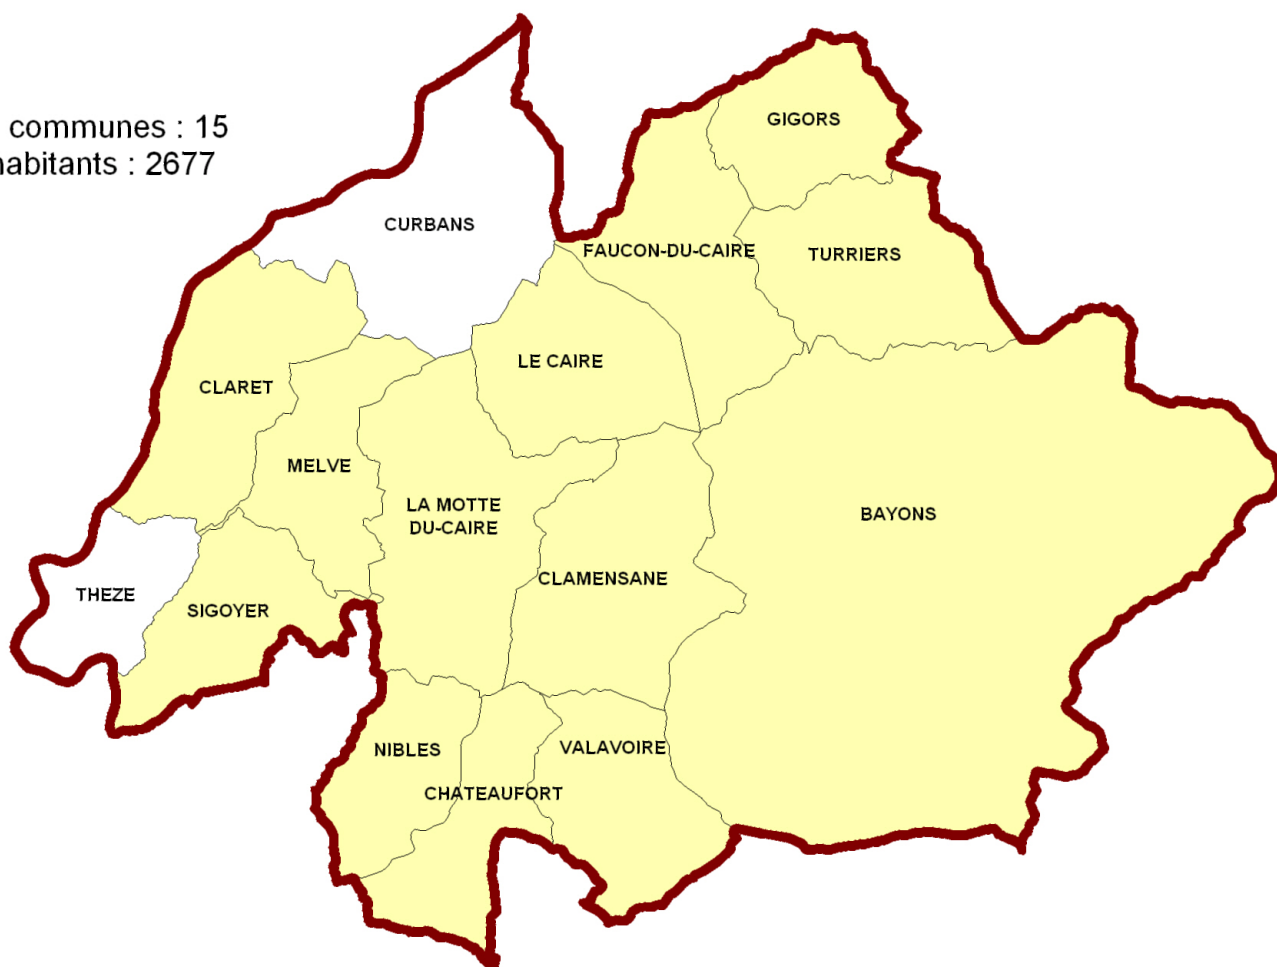 communes : 15
habitants : 2677
GIGORS
CURBANS
FAUCON-DU-CAIRE
TURRIERS
LE CAIRE
CLARET
MELVE
LA MOTTE
DU-CAIRE
BAYONS
CLAMENSANE
THEZE
SIGOYER
NIBLES
VALAVOIRE
CHATEAUFORT